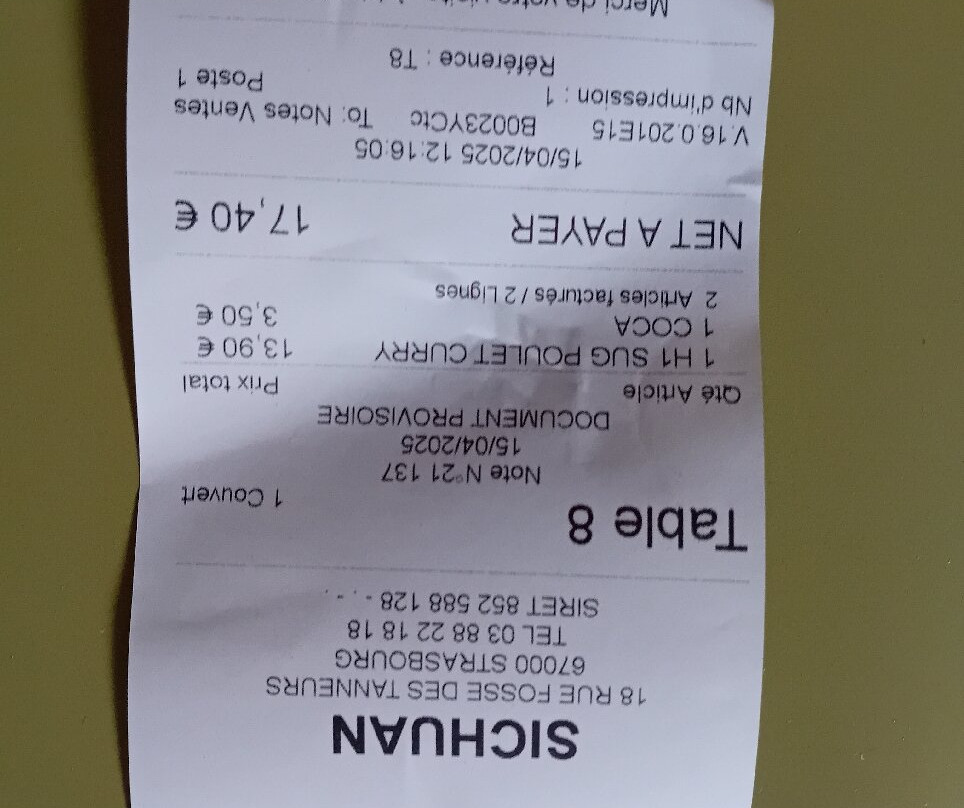 SICHUAN
18 RUE FOSSE DES TANNEURS
67000 STRASBOURG
TEL 03 88 22 18 18
SIRET 852 588 128 - . - .
Table 8 1 Couvert
Note N°21 137
15/04/2025
DOCUMENT PROVISOIRE
Qté Article Prix total
1 H1 SUG POULET CURRY 13,90 €
1 COCA 3,50 €
2 Articles facturés / 2 Lignes
NET A PAYER 17,40 €
15/04/2025 12:16:05
V.16.0.201E15 B0023YCtc To: Notes Ventes
Nb d'impression : 1 Poste 1
Référence : T8
Merci de votre